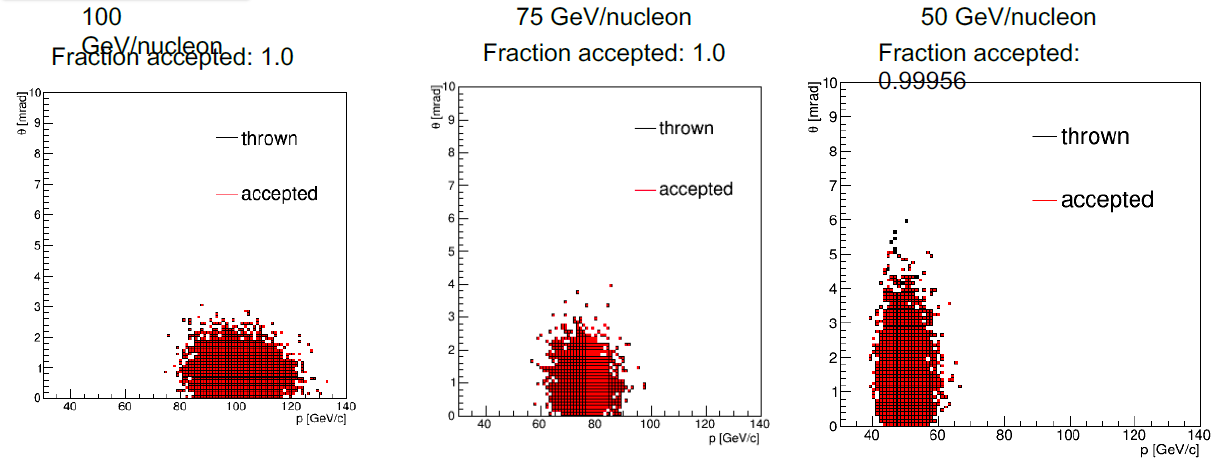 100
GeV/nucleon
Fraction accepted: 1.0
θ [mrad]
10
9
8
7
6
5
4
3
2
1
0
thrown
accepted
40
60
80
100
120
140
p [GeV/c]
75 GeV/nucleon
Fraction accepted: 1.0
θ [mrad]
10
9
8
7
6
5
4
3
2
1
0
thrown
accepted
40
60
80
100
120
140
p [GeV/c]
50 GeV/nucleon
Fraction accepted:
0.99956
θ [mrad]
10
9
8
7
6
5
4
3
2
1
0
thrown
accepted
40
60
80
100
120
140
p [GeV/c]